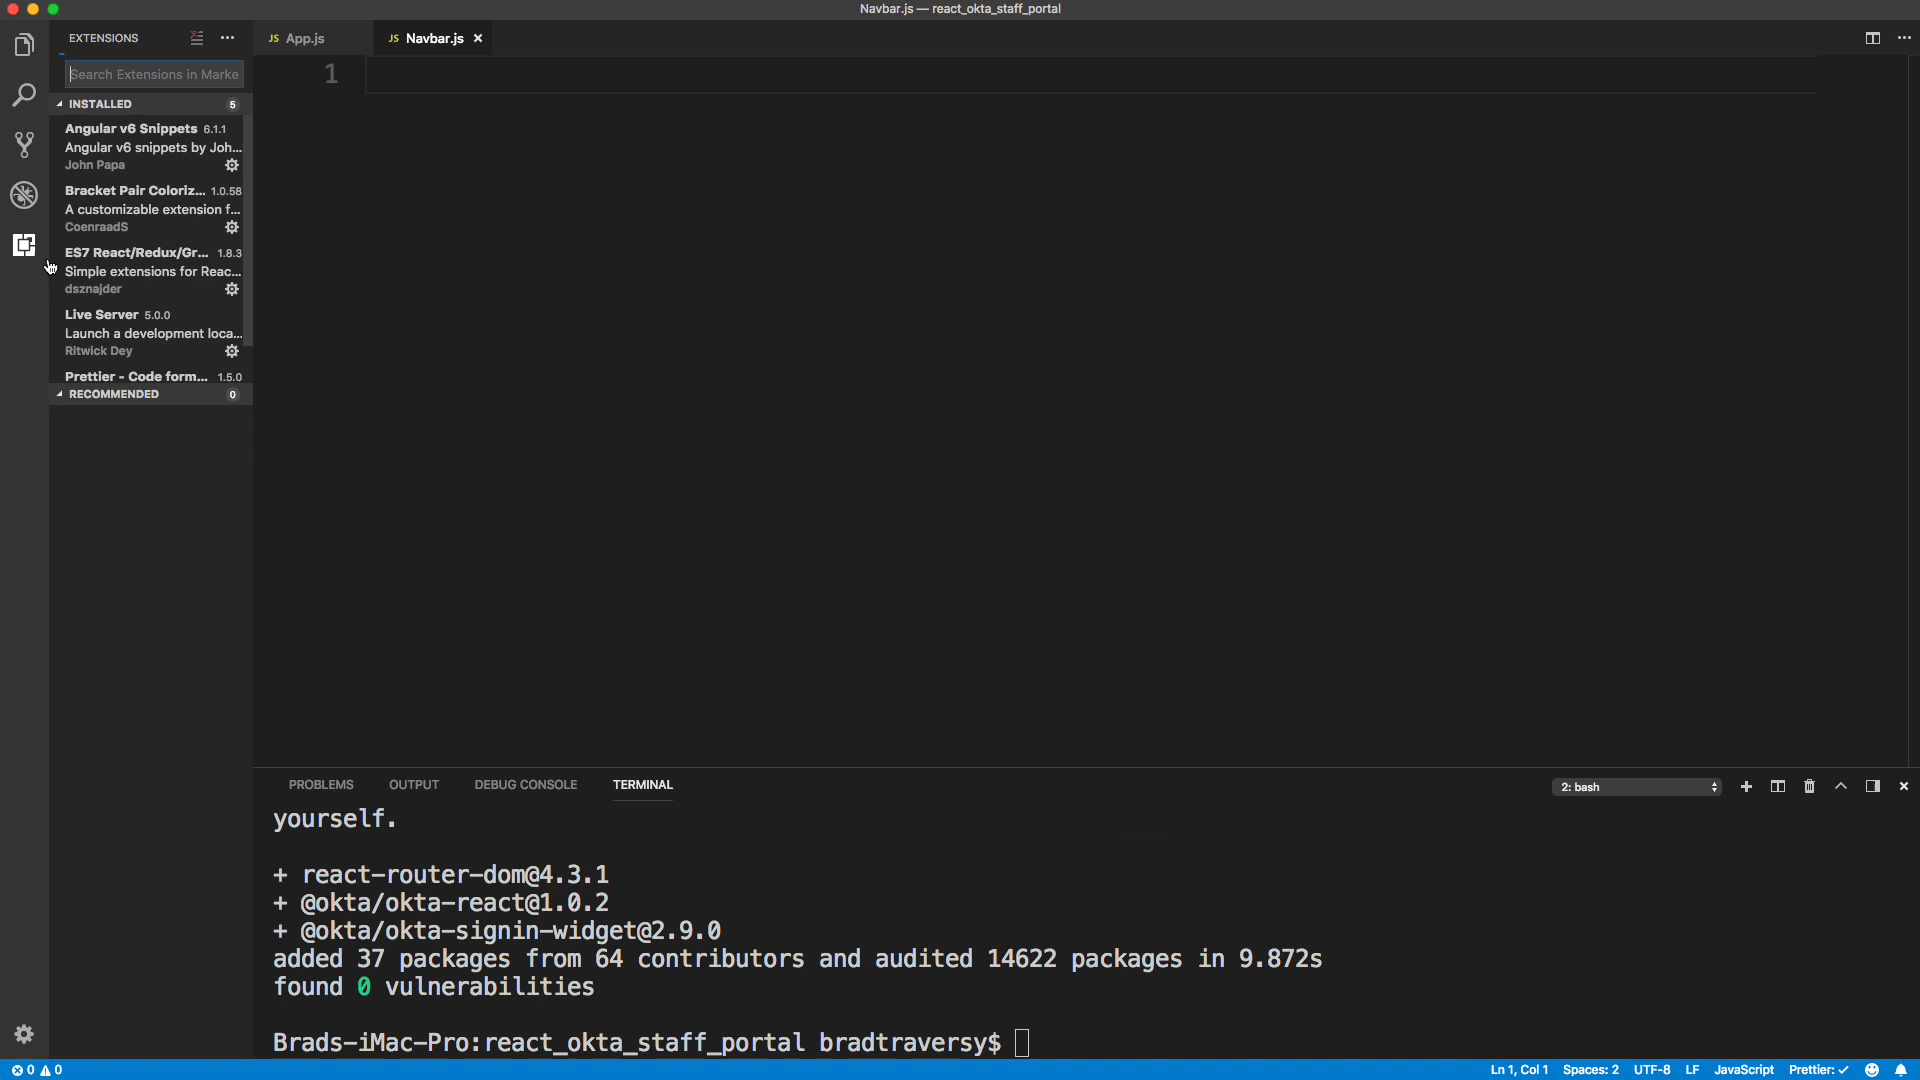 Navbar.js — react_okta_staff_portal
EXTENSIONS
JS App.js
JS Navbar.js
Search Extensions in Marke
1
INSTALLED 5
Angular v6 Snippets 6.1.1
Angular v6 snippets by Joh...
John Papa
Bracket Pair Coloriz... 1.0.58
A customizable extension f...
CoenraadS
ES7 React/Redux/Gr... 1.8.3
Simple extensions for Reac...
dsznajder
Live Server 5.0.0
Launch a development loca...
Ritwick Dey
Prettier - Code form... 1.5.0
RECOMMENDED 0
PROBLEMS OUTPUT DEBUG CONSOLE TERMINAL
2: bash
yourself.
+ react-router-dom@4.3.1
+ @okta/okta-react@1.0.2
+ @okta/okta-signin-widget@2.9.0
added 37 packages from 64 contributors and audited 14622 packages in 9.872s
found 0 vulnerabilities
Brads-iMac-Pro:react_okta_staff_portal bradtraversy$
0 0
Ln 1, Col 1 Spaces: 2 UTF-8 LF JavaScript Prettier: ✓